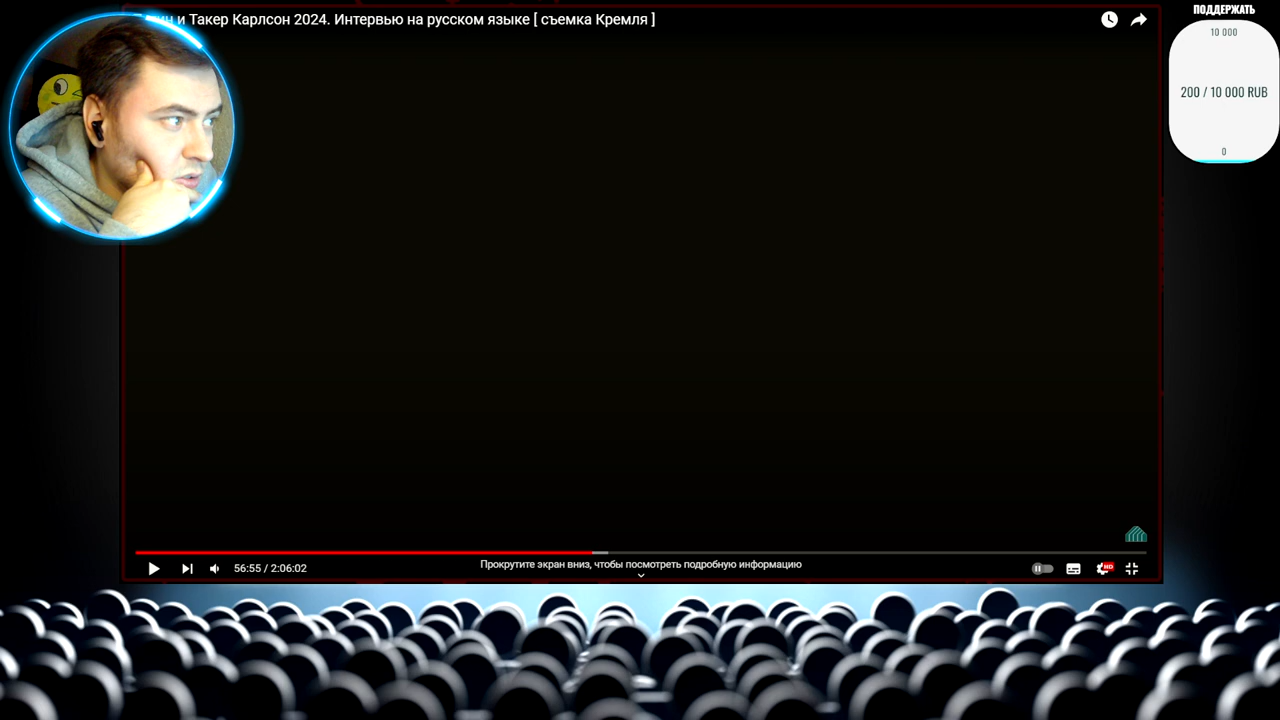 и Такер Карлсон 2024. Интервью на русском языке [ съемка Кремля ]
ПОДДЕРЖАТЬ
10 000
200 / 10 000 RUB
0
56:55 / 2:06:02
Прокрутите экран вниз, чтобы посмотреть подробную информацию
HD